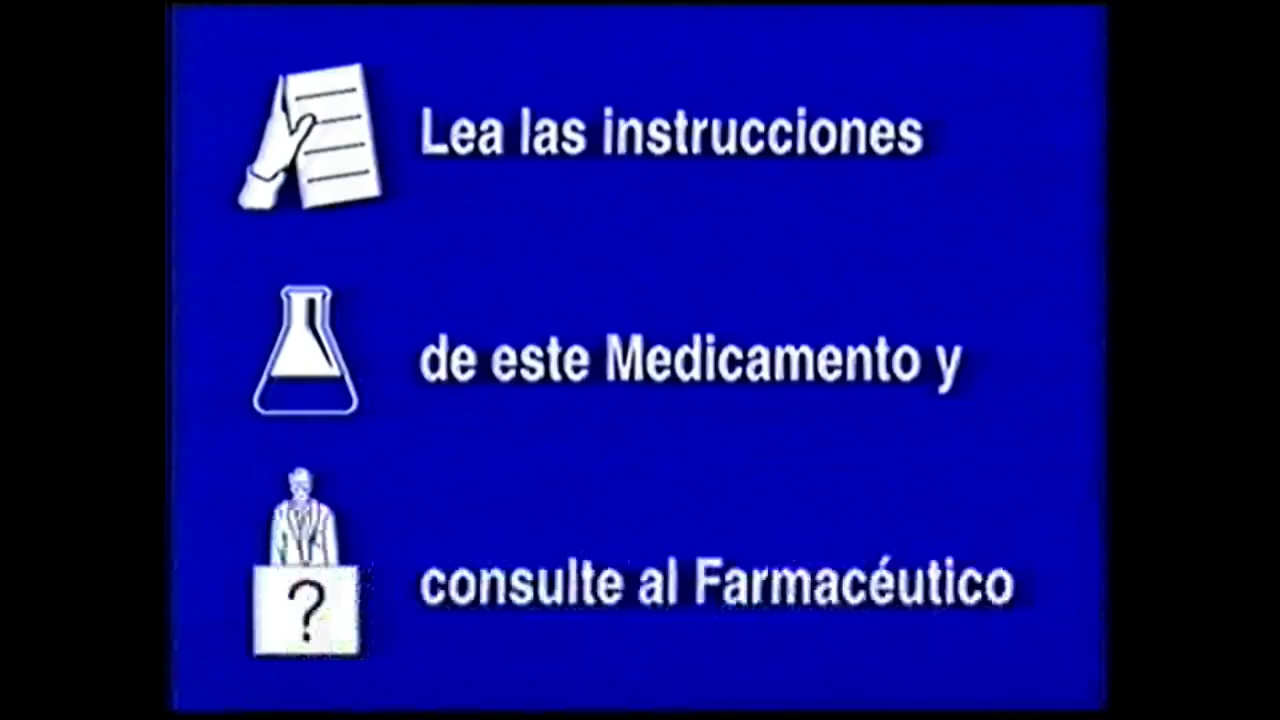 Lea las instrucciones
de este Medicamento y
consulte al Farmacéutico
?